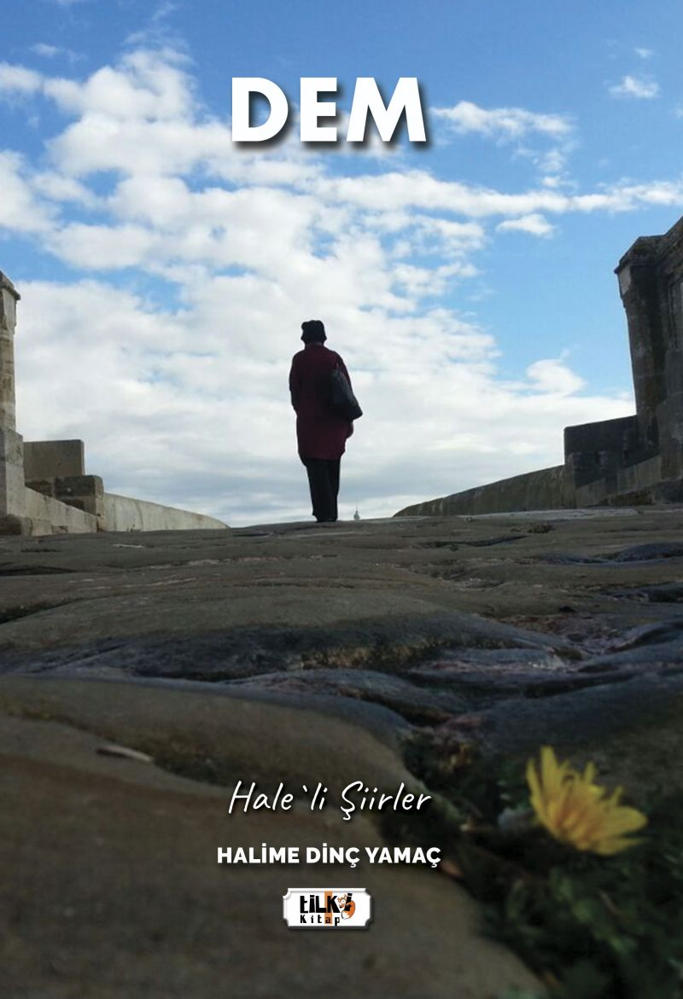 DEM
Hale`li Şiirler
HALİME DİNÇ YAMAÇ
tiLKi
Kitap